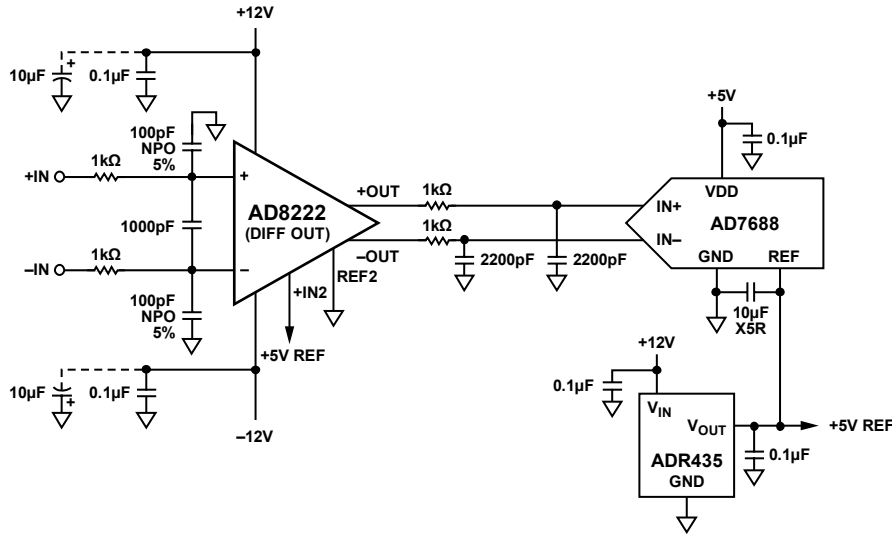 +12V
10µF
+
0.1µF
100pF
NPO
5%
+IN
1kΩ
+
1000pF
AD8222
(DIFF OUT)
–IN
1kΩ
–
100pF
NPO
5%
+OUT
1kΩ
–OUT
1kΩ
REF2
+IN2
+5V REF
2200pF
2200pF
10µF
+
0.1µF
–12V
+5V
0.1µF
VDD
IN+
AD7688
IN–
GND
REF
10µF
X5R
+12V
0.1µF
VIN
VOUT
+5V REF
ADR435
GND
0.1µF